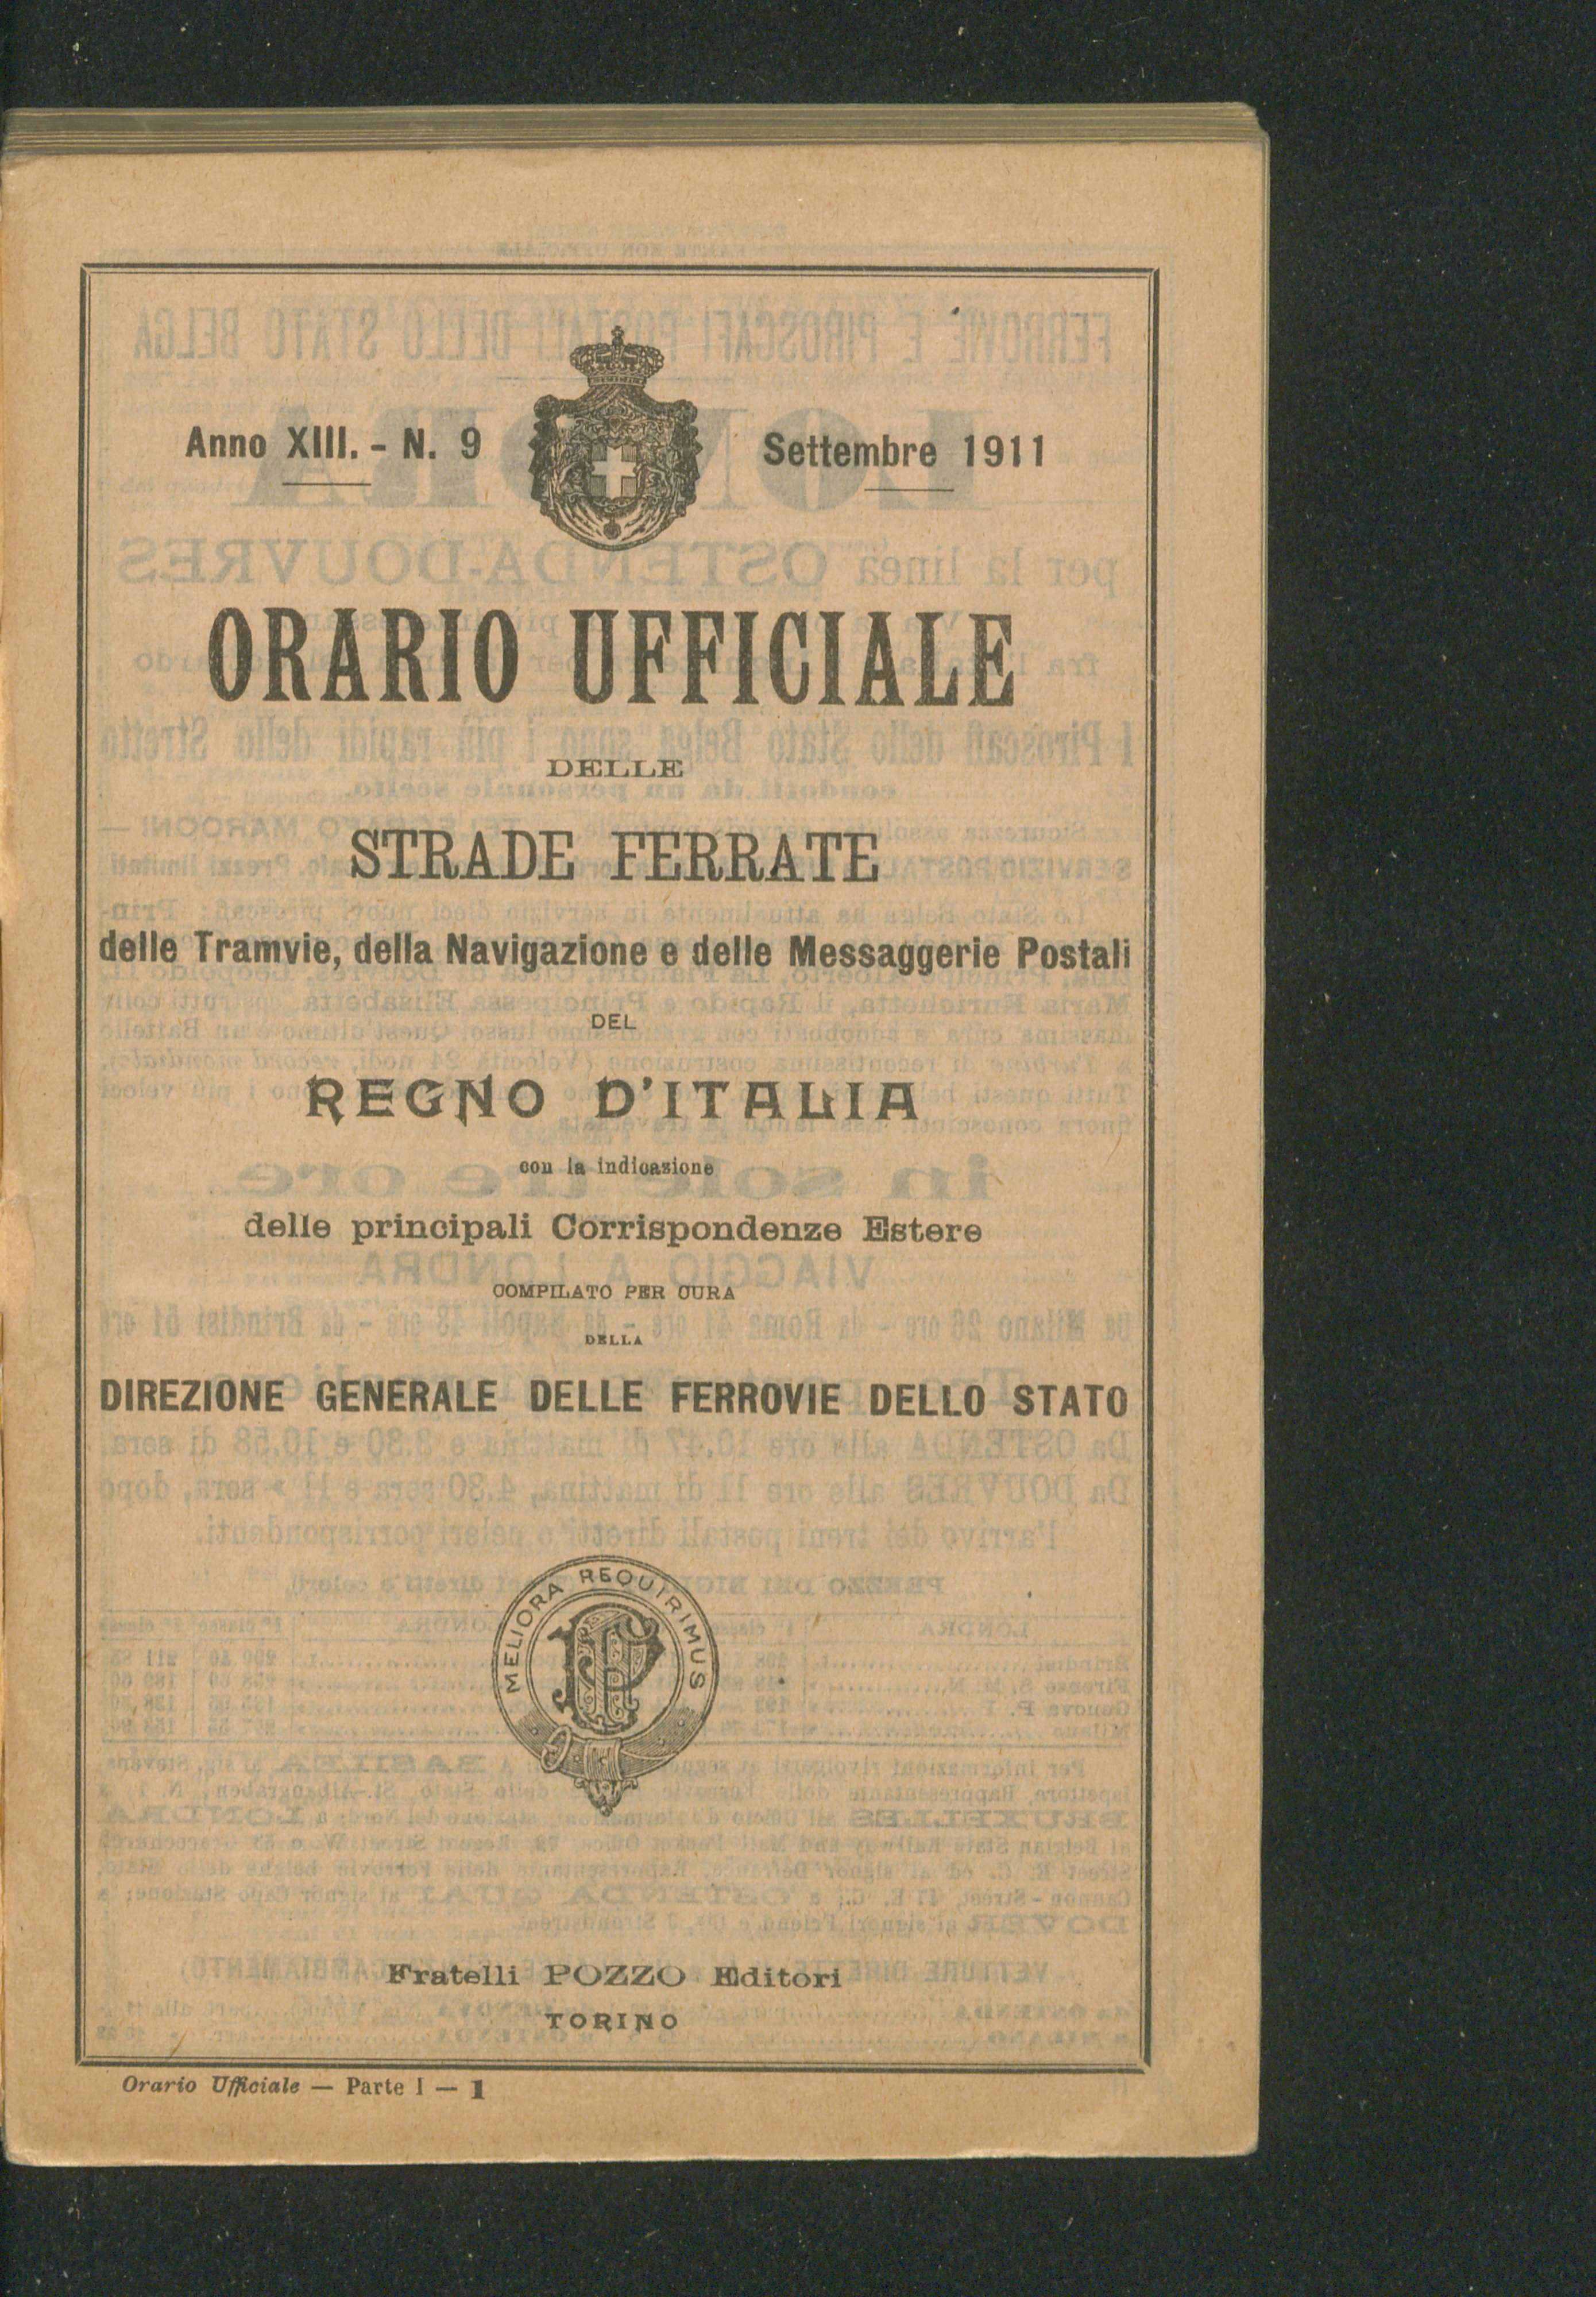 Anno XIII. - N. 9
Settembre 1911
ORARIO UFFICIALE
DELLE
STRADE FERRATE
delle Tramvie, della Navigazione e delle Messaggerie Postali
DEL
REGNO D'ITALIA
con la indicazione
delle principali Corrispondenze Estere
COMPILATO PER CURA
DELLA
DIREZIONE GENERALE DELLE FERROVIE DELLO STATO
MELIORA REQUIRIMUS
Fratelli POZZO Editori
TORINO
Orario Ufficiale — Parte I — 1